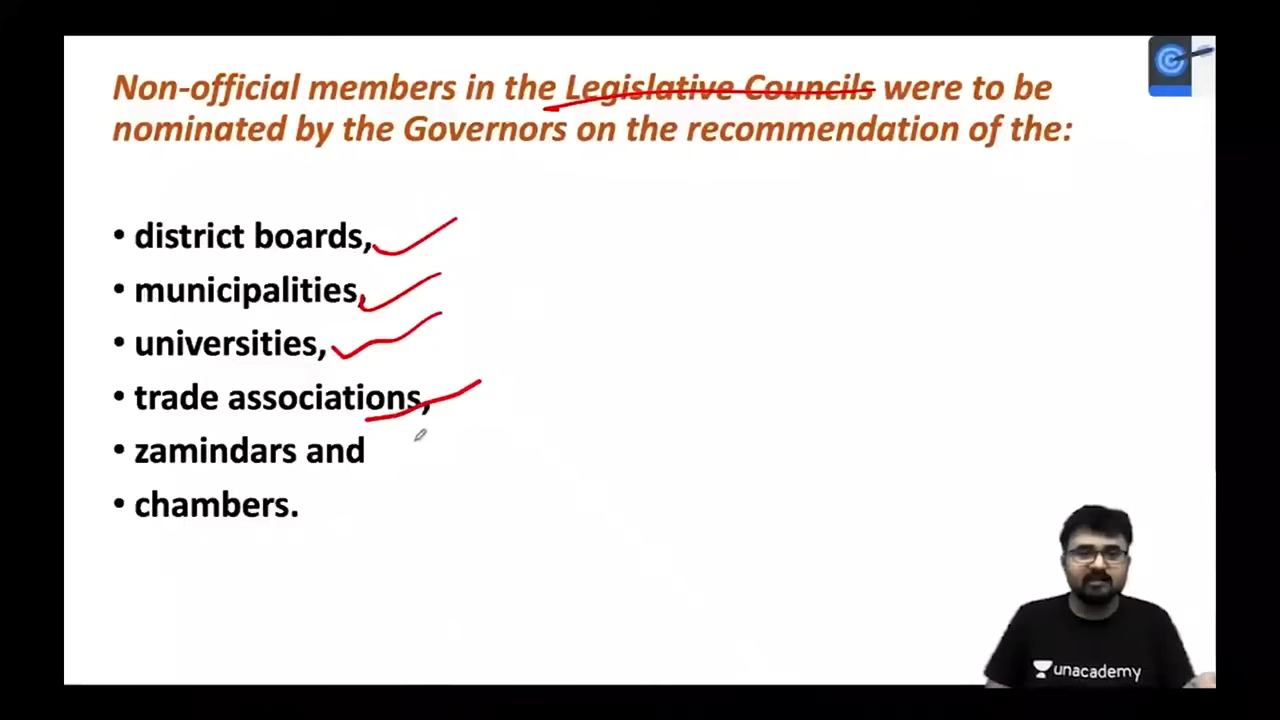 Non-official members in the Legislative Councils were to be
nominated by the Governors on the recommendation of the:
• district boards,
• municipalities,
• universities,
• trade associations,
• zamindars and
• chambers.
unacademy